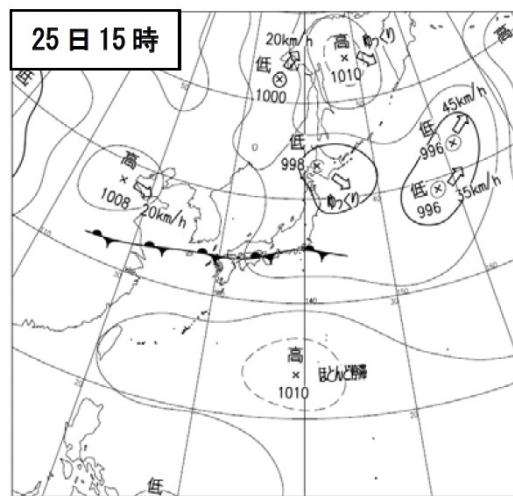 25日15時
20km/h
高
ゆっくり
1010
低
1000
高
低
45km/h
低
996
低
998
ゆっくり
低
996
35km/h
高
1008
20km/h
高
1010
ほとんど停滞
低